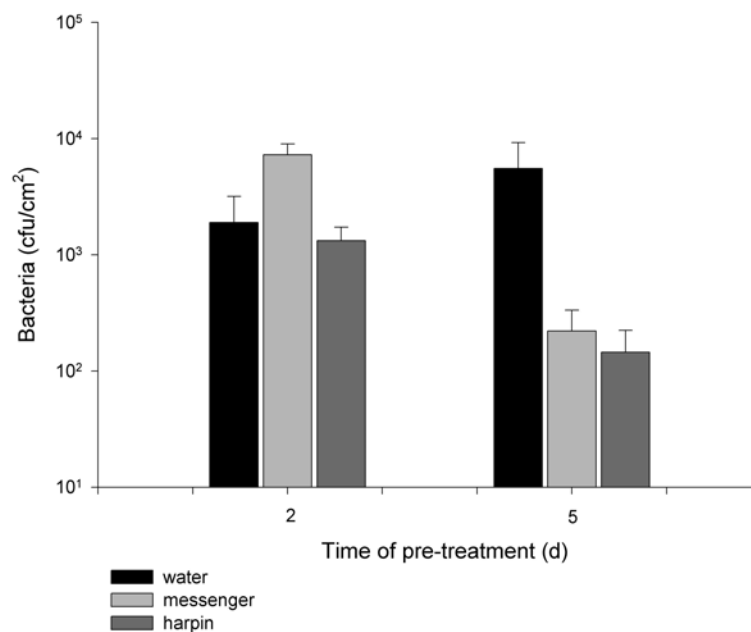 10⁵
10⁴
10³
10²
10¹
Bacteria (cfu/cm²)
2 5
Time of pre-treatment (d)
water
messenger
harpin